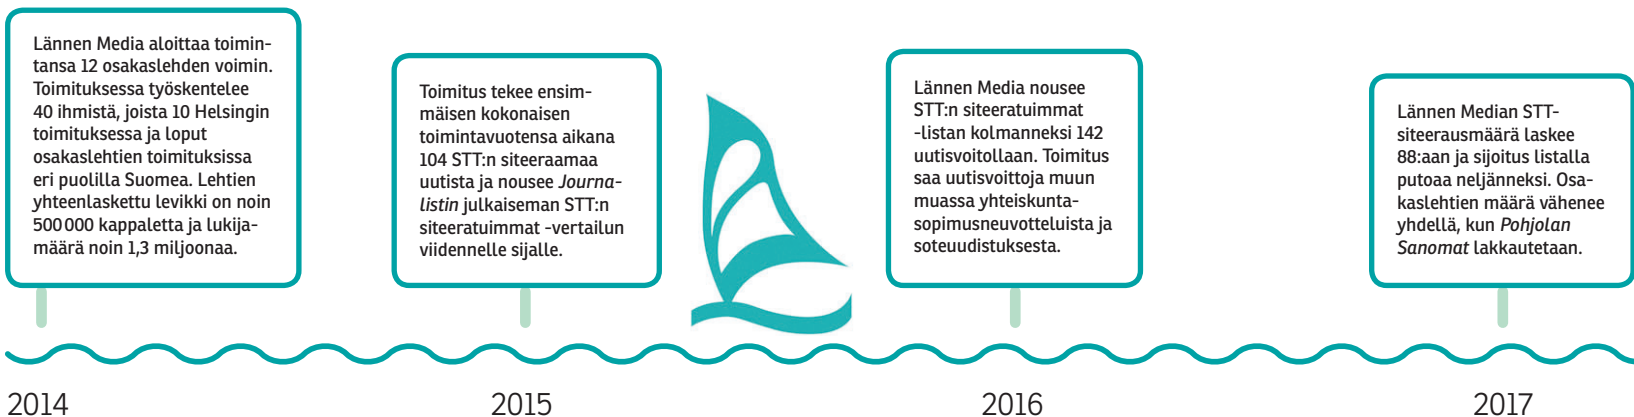 Lännen Media aloittaa toimin-
tansa 12 osakaslehden voimin.
Toimituksessa työskentelee
40 ihmistä, joista 10 Helsingin
toimituksessa ja loput
osakaslehtien toimituksissa
eri puolilla Suomea. Lehtien
yhteenlaskettu levikki on noin
500 000 kappaletta ja lukija-
määrä noin 1,3 miljoonaa.
Toimitus tekee ensim-
mäisen kokonaisen
toimintavuotensa aikana
104 STT:n siteeraamaa
uutista ja nousee Journa-
listin julkaiseman STT:n
siteeratuimmat -vertailun
viidennelle sijalle.
Lännen Media nousee
STT:n siteeratuimmat
-listan kolmanneksi 142
uutisvoitollaan. Toimitus
saa uutisvoittoja muun
muassa yhteiskunta-
sopimusneuvotteluista ja
soteuudistuksesta.
Lännen Median STT-
siteerausmäärä laskee
88:aan ja sijoitus listalla
putoaa neljänneksi. Osa-
kaslehtien määrä vähenee
yhdellä, kun Pohjolan
Sanomat lakkautetaan.
2014
2015
2016
2017